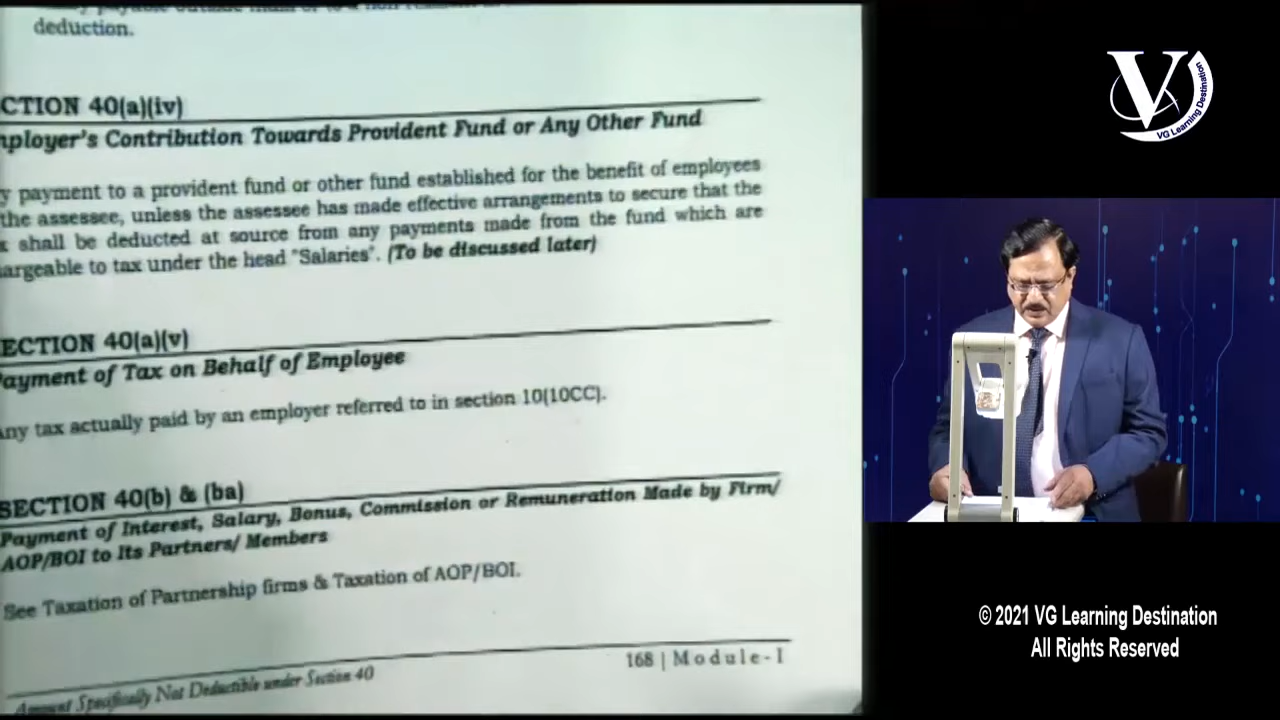 deduction.
CTION 40(a)(iv)
ployer's Contribution Towards Provident Fund or Any Other Fund
y payment to a provident fund or other fund established for the benefit of employees
the assessee, unless the assessee has made effective arrangements to secure that the
x shall be deducted at source from any payments made from the fund which are
argeable to tax under the head "Salaries". (To be discussed later)
ECTION 40(a)(v)
Payment of Tax on Behalf of Employee
ny tax actually paid by an employer referred to in section 10(10CC).
SECTION 40(b) & (ba)
Payment of Interest, Salary, Bonus, Commission or Remuneration Made by Firm/
AOP/BOI to Its Partners/ Members
See Taxation of Partnership firms & Taxation of AOP/BOI.
168 | Module-I
Amount Specifically Not Deductible under Section 40
V
VG Learning Destination
© 2021 VG Learning Destination
All Rights Reserved